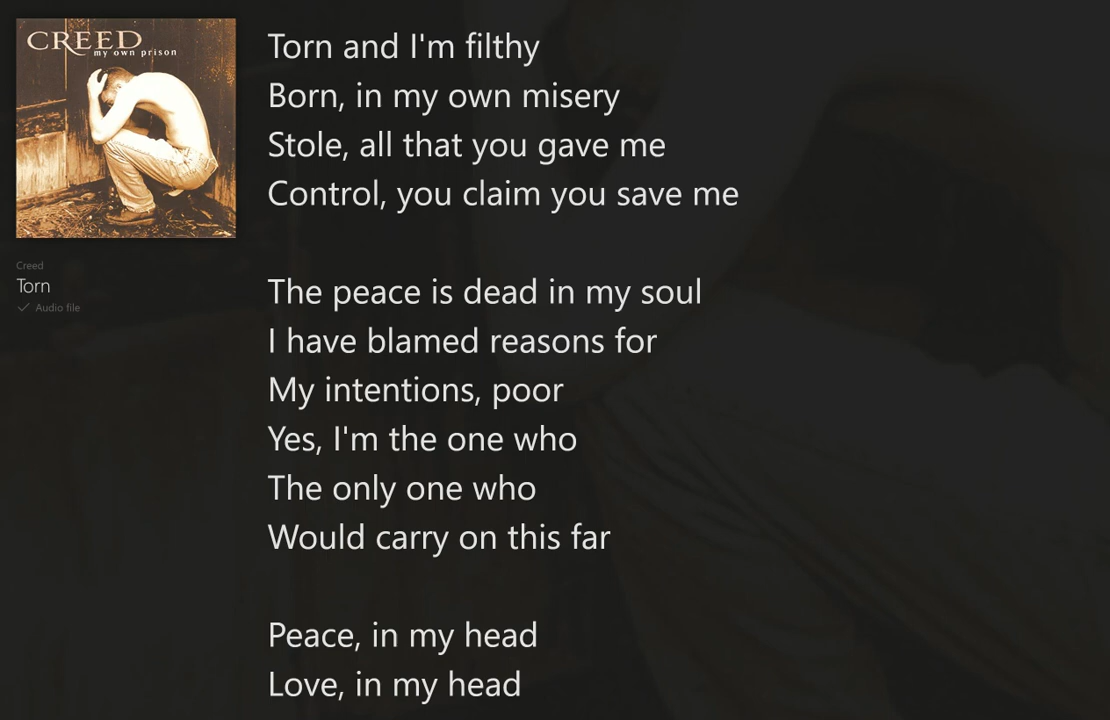 CREED
my own prison
Creed
Torn
Audio file
Torn and I'm filthy
Born, in my own misery
Stole, all that you gave me
Control, you claim you save me
The peace is dead in my soul
I have blamed reasons for
My intentions, poor
Yes, I'm the one who
The only one who
Would carry on this far
Peace, in my head
Love, in my head